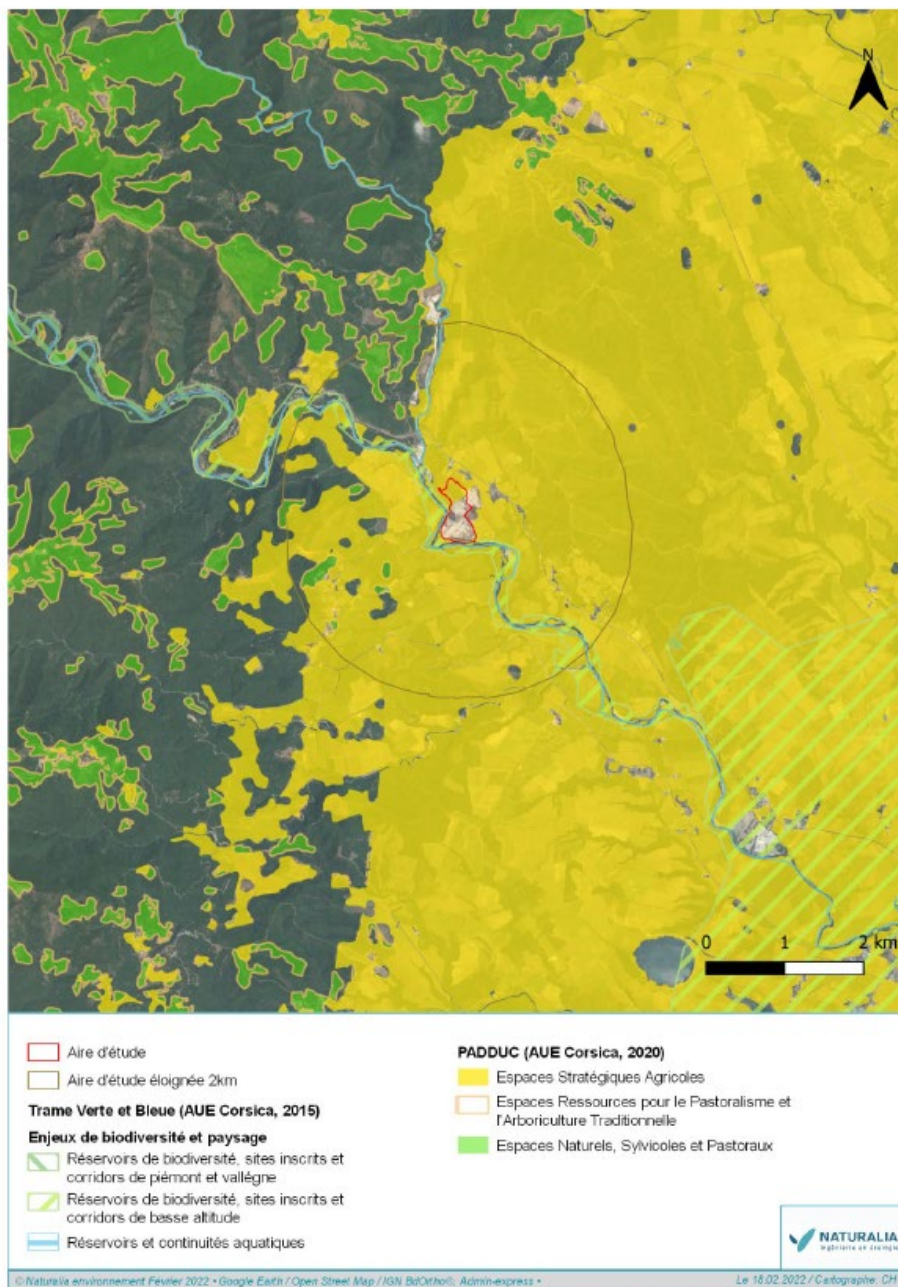 N
0 1 2 km
Aire d'étude
Aire d'étude éloignée 2km
Trame Verte et Bleue (AUE Corsica, 2015)
Enjeux de biodiversité et paysage
Réservoirs de biodiversité, sites inscrits et
corridors de piémont et vallégne
Réservoirs de biodiversité, sites inscrits et
corridors de basse altitude
Réservoirs et continuités aquatiques
PADDUC (AUE Corsica, 2020)
Espaces Stratégiques Agricoles
Espaces Ressources pour le Pastoralisme et
l'Arboriculture Traditionnelle
Espaces Naturels, Sylvicoles et Pastoraux
NATURALIA
Ingénierie en écologie
© Naturalia environnement Février 2022 • Google Earth / Open Street Map / IGN BdOrtho®; Admin-express •
Le 18.02.2022 / Cartographe: CH